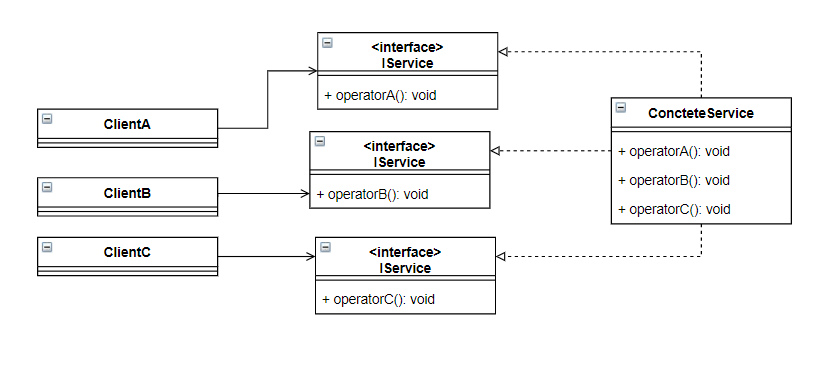 <interface>
IService
+ operatorA(): void
ClientA
<interface>
IService
+ operatorB(): void
ClientB
<interface>
IService
+ operatorC(): void
ClientC
ConcteteService
+ operatorA(): void
+ operatorB(): void
+ operatorC(): void